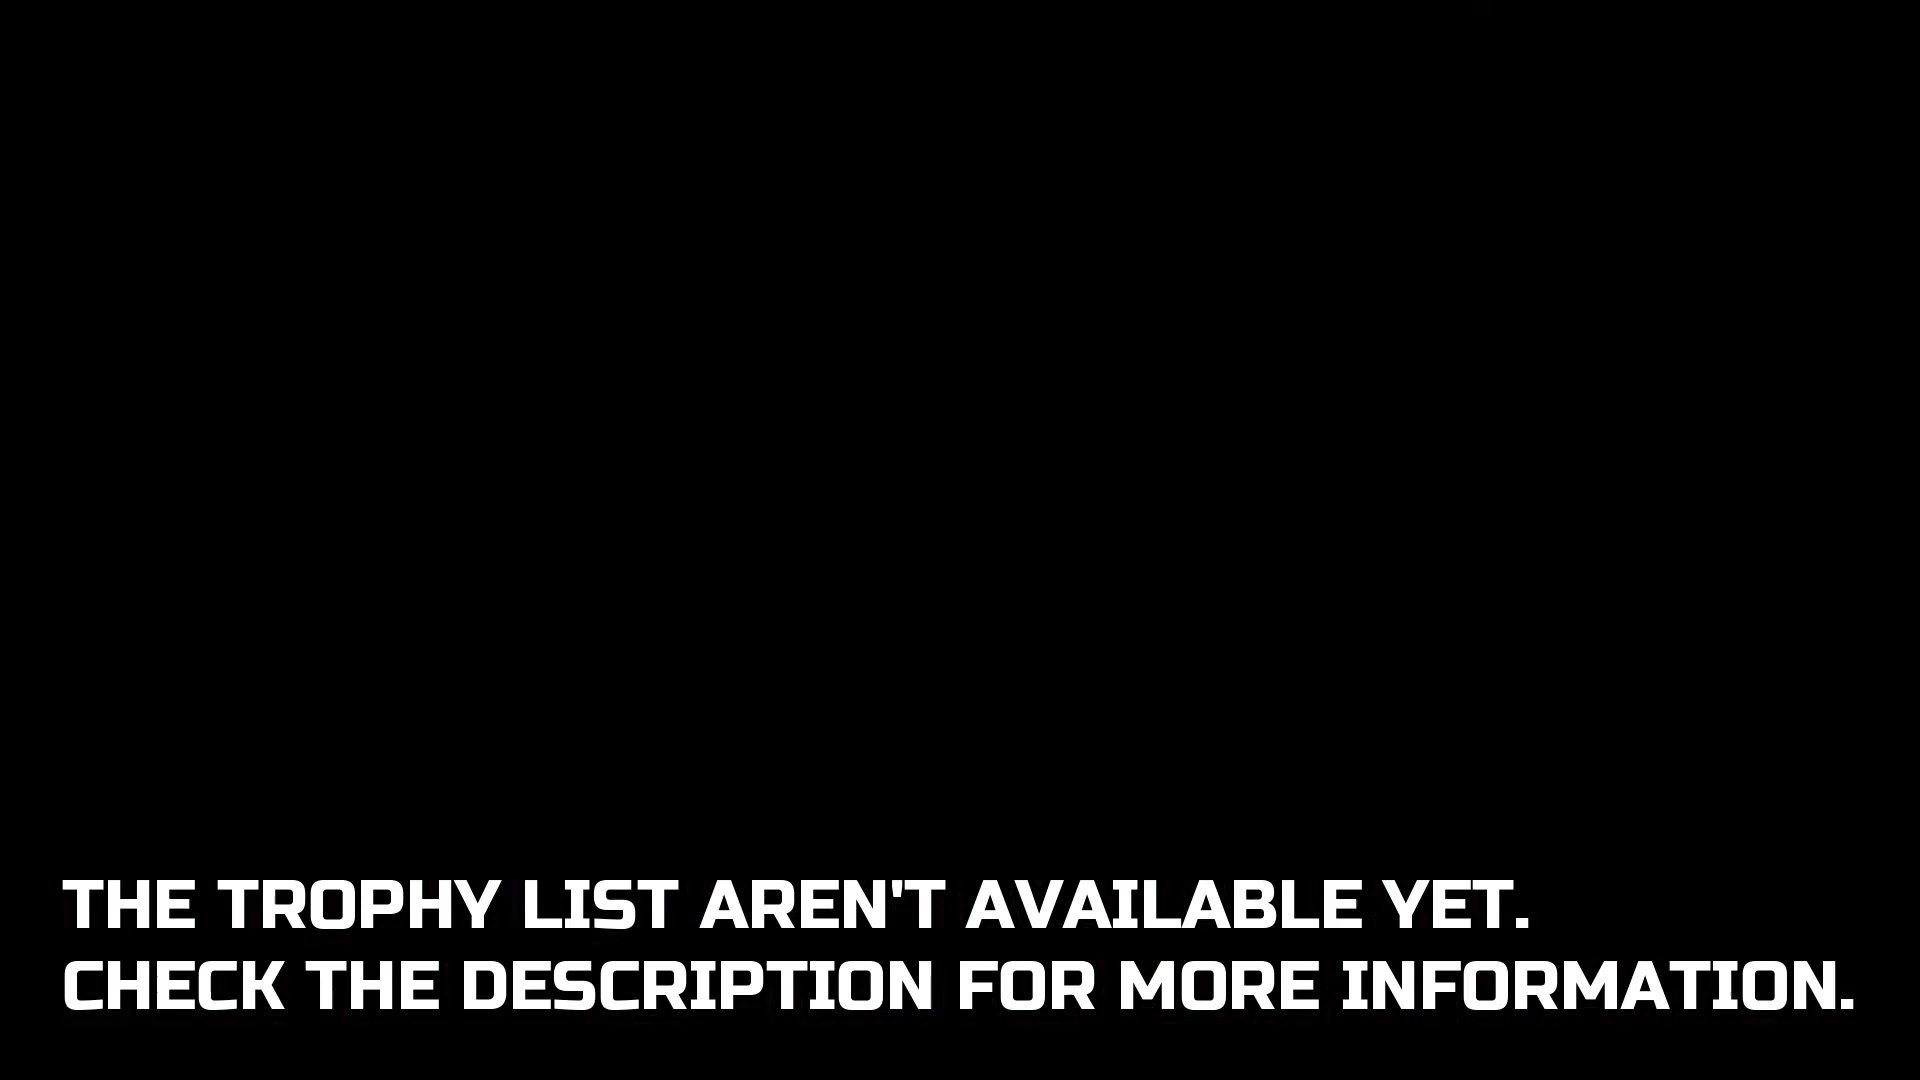 THE TROPHY LIST AREN'T AVAILABLE YET.
CHECK THE DESCRIPTION FOR MORE INFORMATION.